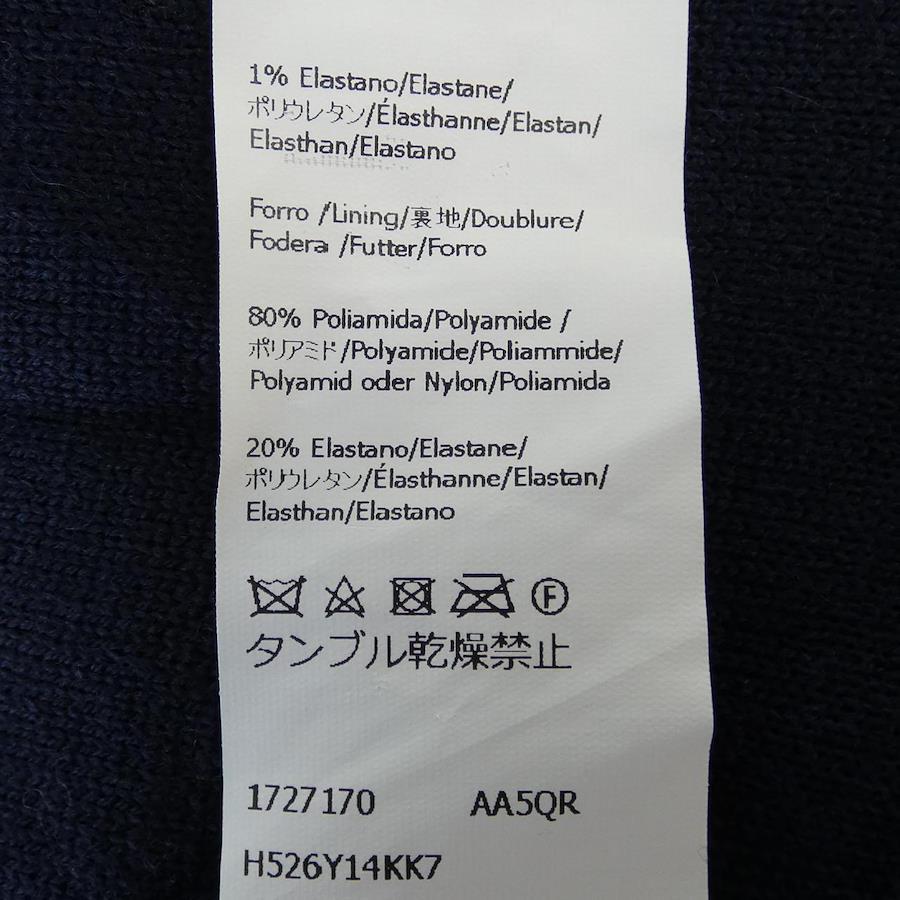 1% Elastano/Elastane/
ポリウレタン/Élasthanne/Elastan/
Elasthan/Elastano
Forro /Lining/裏地/Doublure/
Fodera /Futter/Forro
80% Poliamida/Polyamide /
ポリアミド/Polyamide/Poliammide/
Polyamid oder Nylon/Poliamida
20% Elastano/Elastane/
ポリウレタン/Élasthanne/Elastan/
Elasthan/Elastano
F
タンブル乾燥禁止
1727170 AA5QR
H526Y14KK7